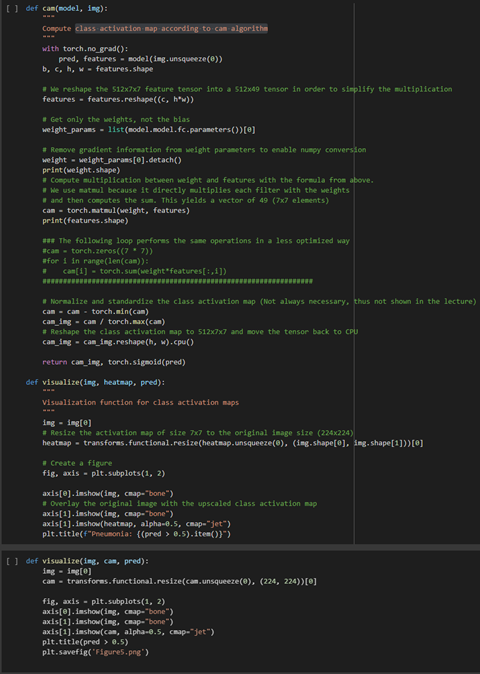 [ ] def cam(model, img):
"""
Compute class activation map according to cam algorithm
"""
with torch.no_grad():
pred, features = model(img.unsqueeze(0))
b, c, h, w = features.shape
# We reshape the 512x7x7 feature tensor into a 512x49 tensor in order to simplify the multiplication
features = features.reshape((c, h*w))
# Get only the weights, not the bias
weight_params = list(model.model.fc.parameters())[0]
# Remove gradient information from weight parameters to enable numpy conversion
weight = weight_params[0].detach()
print(weight.shape)
# Compute multiplication between weight and features with the formula from above.
# We use matmul because it directly multiplies each filter with the weights
# and then computes the sum. This yields a vector of 49 (7x7 elements)
cam = torch.matmul(weight, features)
print(features.shape)
### The following loop performs the same operations in a less optimized way
#cam = torch.zeros((7 * 7))
#for i in range(len(cam)):
# cam[i] = torch.sum(weight*features[:,i])
##################################################################
# Normalize and standardize the class activation map (Not always necessary, thus not shown in the lecture)
cam = cam - torch.min(cam)
cam_img = cam / torch.max(cam)
# Reshape the class activation map to 512x7x7 and move the tensor back to CPU
cam_img = cam_img.reshape(h, w).cpu()
return cam_img, torch.sigmoid(pred)
def visualize(img, heatmap, pred):
"""
Visualization function for class activation maps
"""
img = img[0]
# Resize the activation map of size 7x7 to the original image size (224x224)
heatmap = transforms.functional.resize(heatmap.unsqueeze(0), (img.shape[0], img.shape[1]))[0]
# Create a figure
fig, axis = plt.subplots(1, 2)
axis[0].imshow(img, cmap="bone")
# Overlay the original image with the upscaled class activation map
axis[1].imshow(img, cmap="bone")
axis[1].imshow(heatmap, alpha=0.5, cmap="jet")
plt.title(f"Pneumonia: {(pred > 0.5).item()}")
[ ] def visualize(img, cam, pred):
img = img[0]
cam = transforms.functional.resize(cam.unsqueeze(0), (224, 224))[0]
fig, axis = plt.subplots(1, 2)
axis[0].imshow(img, cmap="bone")
axis[1].imshow(img, cmap="bone")
axis[1].imshow(cam, alpha=0.5, cmap="jet")
plt.title(pred > 0.5)
plt.savefig('Figure5.png')